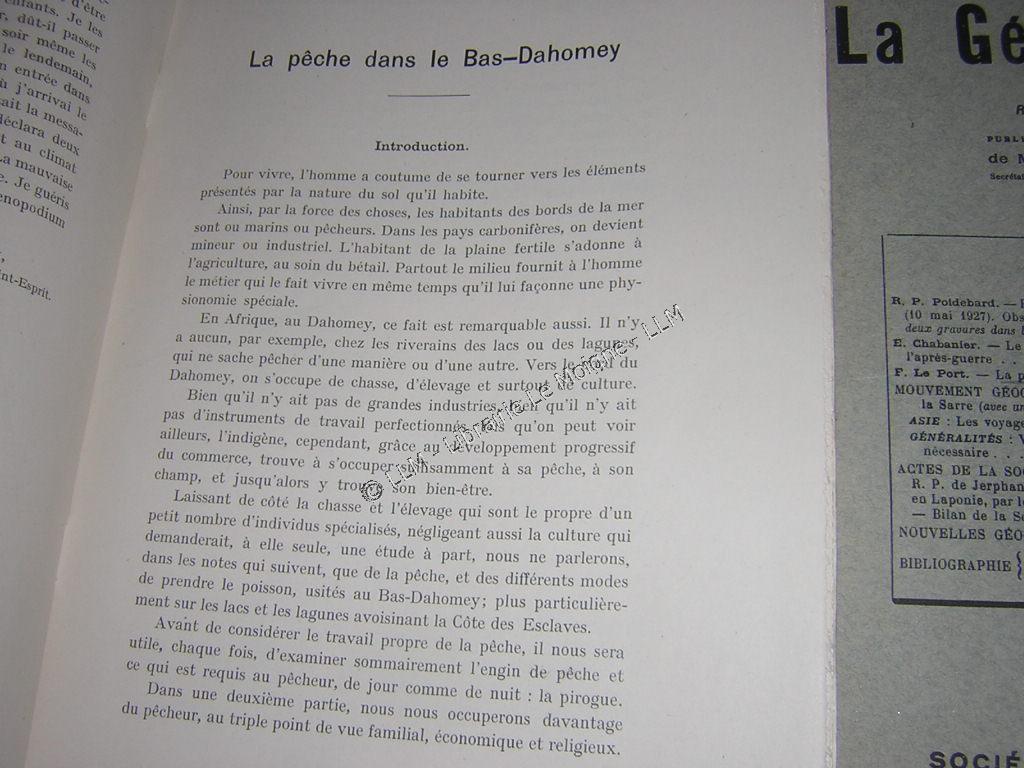 d'être
enfants. Je les
r, dût-il passer
soir même les
le lendemain,
n entrée dans
ù j'arrivai le
ait la messa-
déclara deux
t au climat
La mauvaise
e. Je guéris
enopodium
int-Esprit.
La pêche dans le Bas-Dahomey
Introduction.
Pour vivre, l'homme a coutume de se tourner vers les éléments
présentés par la nature du sol qu'il habite.
Ainsi, par la force des choses, les habitants des bords de la mer
sont ou marins ou pêcheurs. Dans les pays carbonifères, on devient
mineur ou industriel. L'habitant de la plaine fertile s'adonne à
l'agriculture, au soin du bétail. Partout le milieu fournit à l'homme
le métier qui le fait vivre en même temps qu'il lui façonne une phy-
sionomie spéciale.
En Afrique, au Dahomey, ce fait est remarquable aussi. Il n'y
a aucun, par exemple, chez les riverains des lacs ou des lagunes,
qui ne sache pêcher d'une manière ou d'une autre. Vers le du
Dahomey, on s'occupe de chasse, d'élevage et surtout de culture.
Bien qu'il n'y ait pas de grandes industries, bien qu'il n'y ait
pas d'instruments de travail perfectionnés qu'on peut voir
ailleurs, l'indigène, cependant, grâce au développement progressif
du commerce, trouve à s'occuper suffisamment à sa pêche, à son
champ, et jusqu'alors y trouve son bien-être.
Laissant de côté la chasse et l'élevage qui sont le propre d'un
petit nombre d'individus spécialisés, négligeant aussi la culture qui
demanderait, à elle seule, une étude à part, nous ne parlerons,
dans les notes qui suivent, que de la pêche, et des différents modes
de prendre le poisson, usités au Bas-Dahomey; plus particulière-
ment sur les lacs et les lagunes avoisinant la Côte des Esclaves.
Avant de considérer le travail propre de la pêche, il nous sera
utile, chaque fois, d'examiner sommairement l'engin de pêche et
ce qui est requis au pêcheur, de jour comme de nuit : la pirogue.
Dans une deuxième partie, nous nous occuperons davantage
du pêcheur, au triple point de vue familial, économique et religieux.
© LLM - Librairie Le Moigne - LLM
La Gé
R
PUBLI
de M
Secrétai
R. P. Poidebard. —
(10 mai 1927). Obs
deux gravures dans l
E. Chabanier. — Le
l'après-guerre . .
F. Le Port. — La p
MOUVEMENT GÉOG
la Sarre (avec un
ASIE : Les voyage
GÉNÉRALITÉS : V
nécessaire . . .
ACTES DE LA SO
R. P. de Jerphan
en Laponie, par le
— Bilan de la So
NOUVELLES GÉO
BIBLIOGRAPHIE {
SOCIÉ